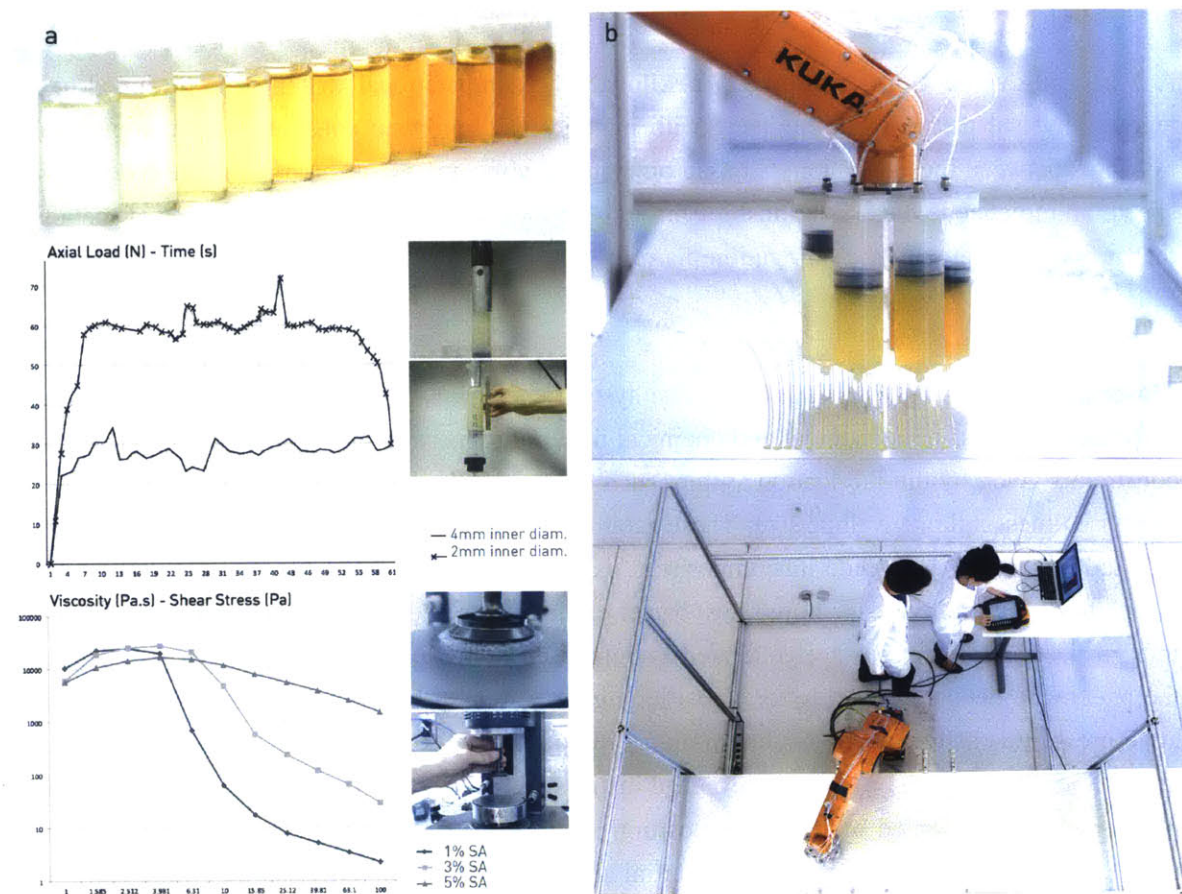 a
Axial Load (N) - Time (s)
70
60
50
40
30
20
10
0
1 4 7 10 13 16 19 22 25 28 31 34 37 40 43 46 49 52 55 58 61
4mm inner diam.
2mm inner diam.
Viscosity (Pa.s) - Shear Stress (Pa)
100000
10000
1000
100
10
1
1 1.585 2.512 3.981 6.31 10 15.85 25.12 39.81 63.1 100
1% SA
3% SA
5% SA
b
KUKA